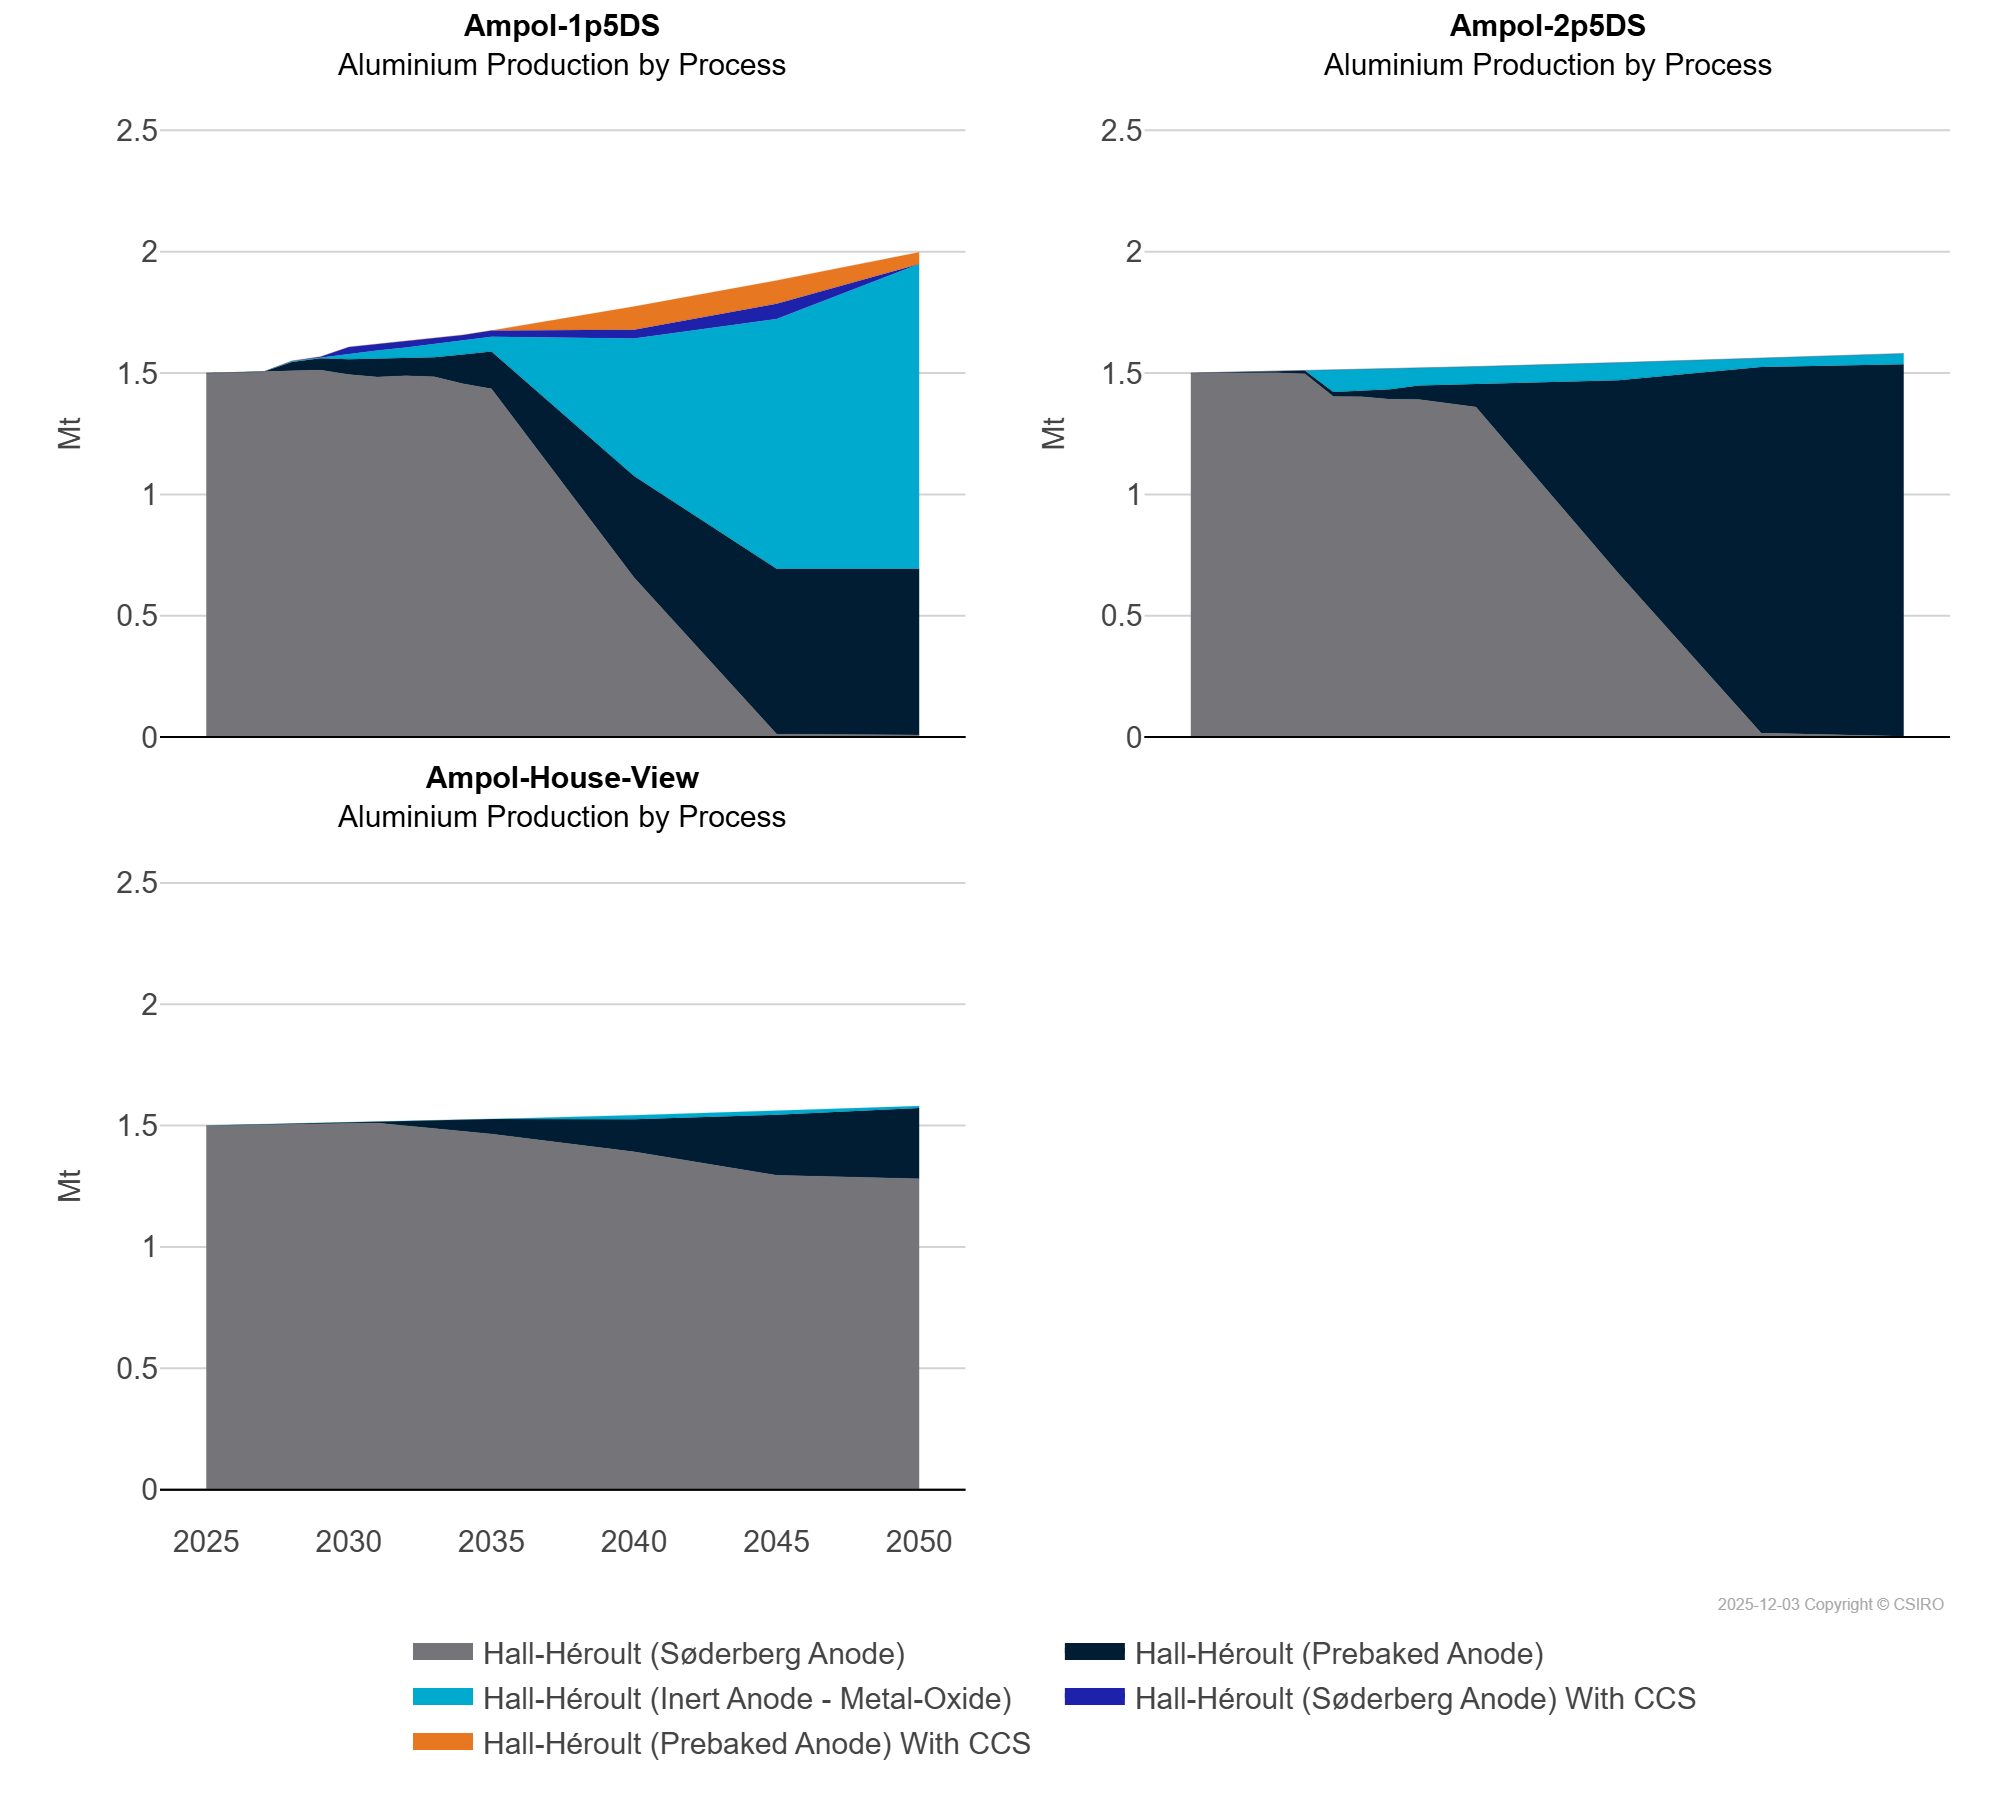 Ampol-1p5DS
Aluminium Production by Process
2.5
2
1.5
1
0.5
0
Mt
Ampol-2p5DS
Aluminium Production by Process
2.5
2
1.5
1
0.5
0
Mt
Ampol-House-View
Aluminium Production by Process
2.5
2
1.5
1
0.5
0
Mt
2025 2030 2035 2040 2045 2050
2025-12-03 Copyright © CSIRO
Hall-Héroult (Søderberg Anode) Hall-Héroult (Prebaked Anode)
Hall-Héroult (Inert Anode - Metal-Oxide) Hall-Héroult (Søderberg Anode) With CCS
Hall-Héroult (Prebaked Anode) With CCS